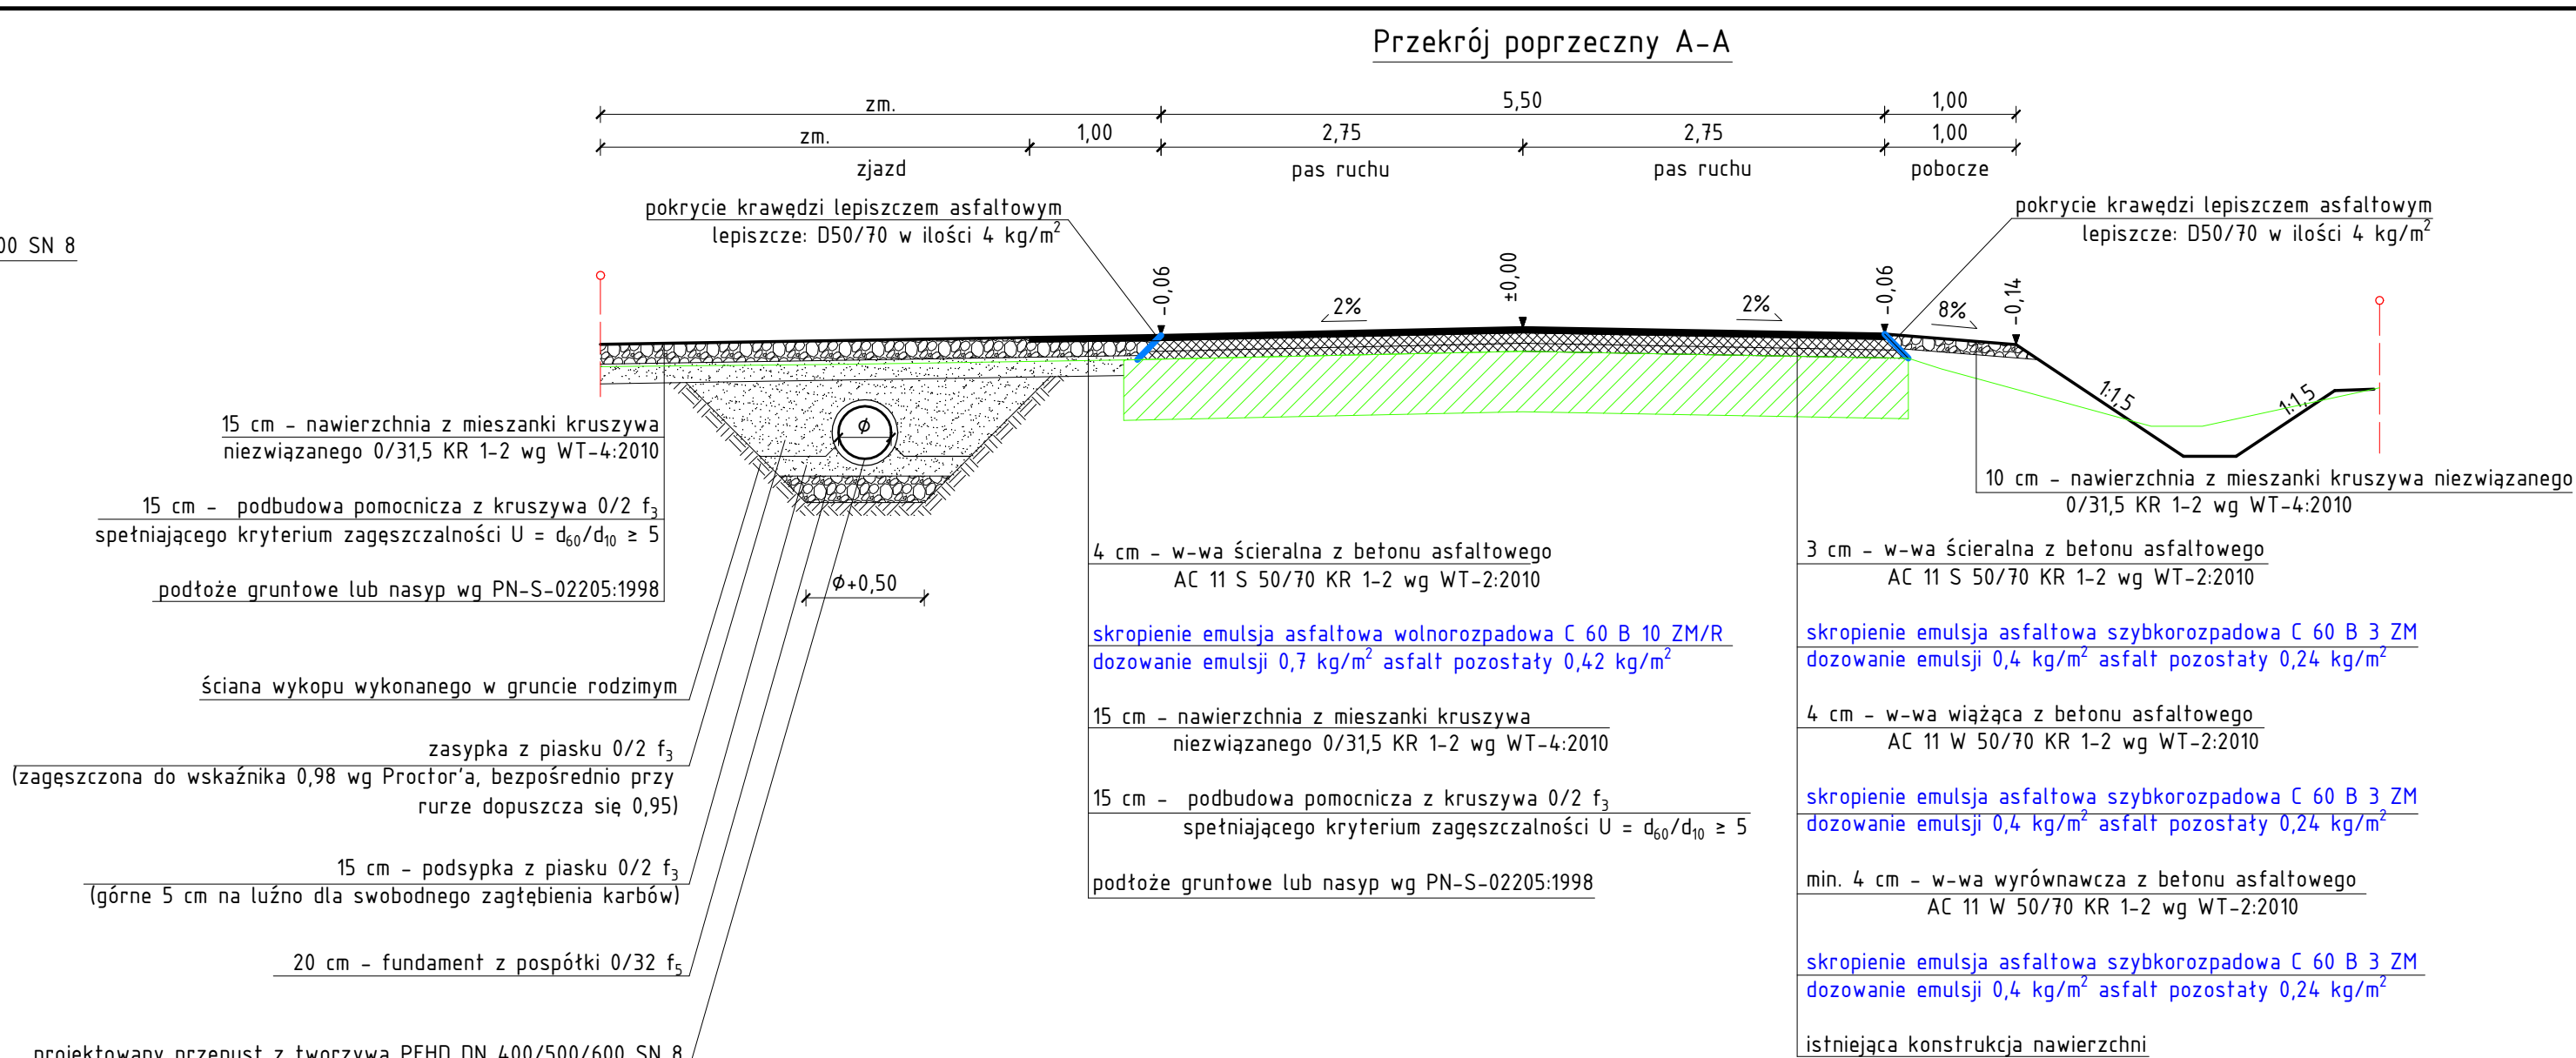 Przekrój poprzeczny A-A
zm.
5,50
1,00
zm.
1,00
2,75
2,75
1,00
zjazd
pas ruchu
pas ruchu
pobocze
pokrycie krawędzi lepiszczem asfaltowym
lepiszcze: D50/70 w ilości 4 kg/m²
pokrycie krawędzi lepiszczem asfaltowym
lepiszcze: D50/70 w ilości 4 kg/m²
00 SN 8
-0,06
±0,00
-0,06
-0,14
2%
2%
8%
1:1,5
1:1,5
Ø
Ø+0,50
15 cm - nawierzchnia z mieszanki kruszywa
niezwiązanego 0/31,5 KR 1-2 wg WT-4:2010
15 cm - podbudowa pomocnicza z kruszywa 0/2 f₃
spełniającego kryterium zagęszczalności U = d₆₀/d₁₀ ≥ 5
podłoże gruntowe lub nasyp wg PN-S-02205:1998
ściana wykopu wykonanego w gruncie rodzimym
zasypka z piasku 0/2 f₃
(zagęszczona do wskaźnika 0,98 wg Proctor'a, bezpośrednio przy
rurze dopuszcza się 0,95)
15 cm - podsypka z piasku 0/2 f₃
(górne 5 cm na luźno dla swobodnego zagłębienia karbów)
20 cm - fundament z pospółki 0/32 f₅
projektowany przepust z tworzywa PEHD DN 400/500/600 SN 8
4 cm - w-wa ścieralna z betonu asfaltowego
AC 11 S 50/70 KR 1-2 wg WT-2:2010
skropienie emulsja asfaltowa wolnorozpadowa C 60 B 10 ZM/R
dozowanie emulsji 0,7 kg/m² asfalt pozostały 0,42 kg/m²
15 cm - nawierzchnia z mieszanki kruszywa
niezwiązanego 0/31,5 KR 1-2 wg WT-4:2010
15 cm - podbudowa pomocnicza z kruszywa 0/2 f₃
spełniającego kryterium zagęszczalności U = d₆₀/d₁₀ ≥ 5
podłoże gruntowe lub nasyp wg PN-S-02205:1998
10 cm - nawierzchnia z mieszanki kruszywa niezwiązanego
0/31,5 KR 1-2 wg WT-4:2010
3 cm - w-wa ścieralna z betonu asfaltowego
AC 11 S 50/70 KR 1-2 wg WT-2:2010
skropienie emulsja asfaltowa szybkorozpadowa C 60 B 3 ZM
dozowanie emulsji 0,4 kg/m² asfalt pozostały 0,24 kg/m²
4 cm - w-wa wiążąca z betonu asfaltowego
AC 11 W 50/70 KR 1-2 wg WT-2:2010
skropienie emulsja asfaltowa szybkorozpadowa C 60 B 3 ZM
dozowanie emulsji 0,4 kg/m² asfalt pozostały 0,24 kg/m²
min. 4 cm - w-wa wyrównawcza z betonu asfaltowego
AC 11 W 50/70 KR 1-2 wg WT-2:2010
skropienie emulsja asfaltowa szybkorozpadowa C 60 B 3 ZM
dozowanie emulsji 0,4 kg/m² asfalt pozostały 0,24 kg/m²
istniejąca konstrukcja nawierzchni